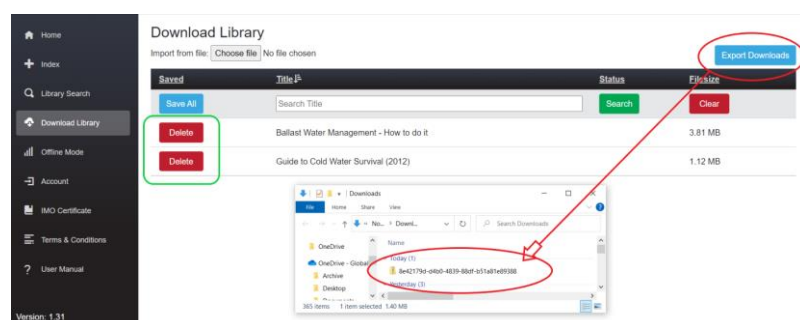 Home
Index
Library Search
Download Library
Offline Mode
Account
IMO Certificate
Terms & Conditions
User Manual
Version: 1.31
Download Library
Import from file: Choose file No file chosen
Export Downloads
Saved Title Status Filesize
Save All Search Title Search Clear
Delete Ballast Water Management - How to do it 3.81 MB
Delete Guide to Cold Water Survival (2012) 1.12 MB
Downloads
File Home Share View
No... Downl... Search Downloads
Name
OneDrive Today (1)
OneDrive - Global 8e42179d-d4b0-4839-88df-b51a81e89388
Archive Yesterday (3)
Desktop
365 items 1 item selected 1.40 MB